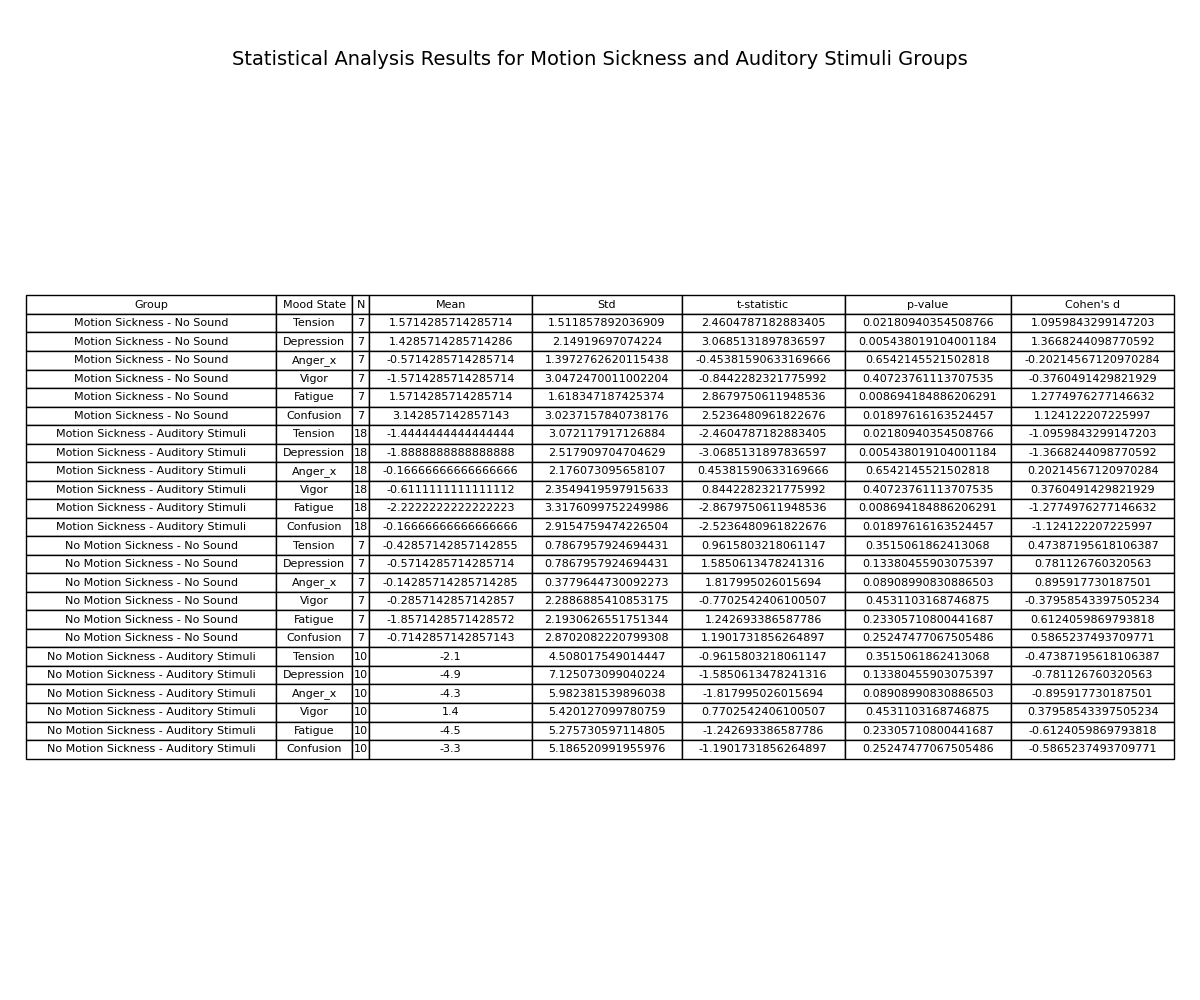 Statistical Analysis Results for Motion Sickness and Auditory Stimuli Groups
Group Mood State N Mean Std t-statistic p-value Cohen's d
Motion Sickness - No Sound Tension 7 1.5714285714285714 1.511857892036909 2.4604787182883405 0.02180940354508766 1.0959843299147203
Motion Sickness - No Sound Depression 7 1.4285714285714286 2.14919697074224 3.0685131897836597 0.005438019104001184 1.3668244098770592
Motion Sickness - No Sound Anger_x 7 -0.5714285714285714 1.3972762620115438 -0.45381590633169666 0.6542145521502818 -0.20214567120970284
Motion Sickness - No Sound Vigor 7 -1.5714285714285714 3.0472470011002204 -0.8442282321775992 0.40723761113707535 -0.3760491429821929
Motion Sickness - No Sound Fatigue 7 1.5714285714285714 1.618347187425374 2.8679750611948536 0.008694184886206291 1.2774976277146632
Motion Sickness - No Sound Confusion 7 3.142857142857143 3.0237157840738176 2.5236480961822676 0.01897616163524457 1.124122207225997
Motion Sickness - Auditory Stimuli Tension 18 -1.4444444444444444 3.072117917126884 -2.4604787182883405 0.02180940354508766 -1.0959843299147203
Motion Sickness - Auditory Stimuli Depression 18 -1.8888888888888888 2.517909704704629 -3.0685131897836597 0.005438019104001184 -1.3668244098770592
Motion Sickness - Auditory Stimuli Anger_x 18 -0.16666666666666666 2.176073095658107 0.45381590633169666 0.6542145521502818 0.20214567120970284
Motion Sickness - Auditory Stimuli Vigor 18 -0.6111111111111112 2.3549419597915633 0.8442282321775992 0.40723761113707535 0.3760491429821929
Motion Sickness - Auditory Stimuli Fatigue 18 -2.2222222222222223 3.3176099752249986 -2.8679750611948536 0.008694184886206291 -1.2774976277146632
Motion Sickness - Auditory Stimuli Confusion 18 -0.16666666666666666 2.9154759474226504 -2.5236480961822676 0.01897616163524457 -1.124122207225997
No Motion Sickness - No Sound Tension 7 -0.42857142857142855 0.7867957924694431 0.9615803218061147 0.3515061862413068 0.47387195618106387
No Motion Sickness - No Sound Depression 7 -0.5714285714285714 0.7867957924694431 1.5850613478241316 0.13380455903075397 0.781126760320563
No Motion Sickness - No Sound Anger_x 7 -0.14285714285714285 0.3779644730092273 1.817995026015694 0.08908990830886503 0.895917730187501
No Motion Sickness - No Sound Vigor 7 -0.2857142857142857 2.2886885410853175 -0.7702542406100507 0.4531103168746875 -0.37958543397505234
No Motion Sickness - No Sound Fatigue 7 -1.8571428571428572 2.1930626551751344 1.242693386587786 0.23305710800441687 0.6124059869793818
No Motion Sickness - No Sound Confusion 7 -0.7142857142857143 2.8702082220799308 1.1901731856264897 0.25247477067505486 0.5865237493709771
No Motion Sickness - Auditory Stimuli Tension 10 -2.1 4.508017549014447 -0.9615803218061147 0.3515061862413068 -0.47387195618106387
No Motion Sickness - Auditory Stimuli Depression 10 -4.9 7.125073099040224 -1.5850613478241316 0.13380455903075397 -0.781126760320563
No Motion Sickness - Auditory Stimuli Anger_x 10 -4.3 5.982381539896038 -1.817995026015694 0.08908990830886503 -0.895917730187501
No Motion Sickness - Auditory Stimuli Vigor 10 1.4 5.420127099780759 0.7702542406100507 0.4531103168746875 0.37958543397505234
No Motion Sickness - Auditory Stimuli Fatigue 10 -4.5 5.275730597114805 -1.242693386587786 0.23305710800441687 -0.6124059869793818
No Motion Sickness - Auditory Stimuli Confusion 10 -3.3 5.186520991955976 -1.1901731856264897 0.25247477067505486 -0.5865237493709771